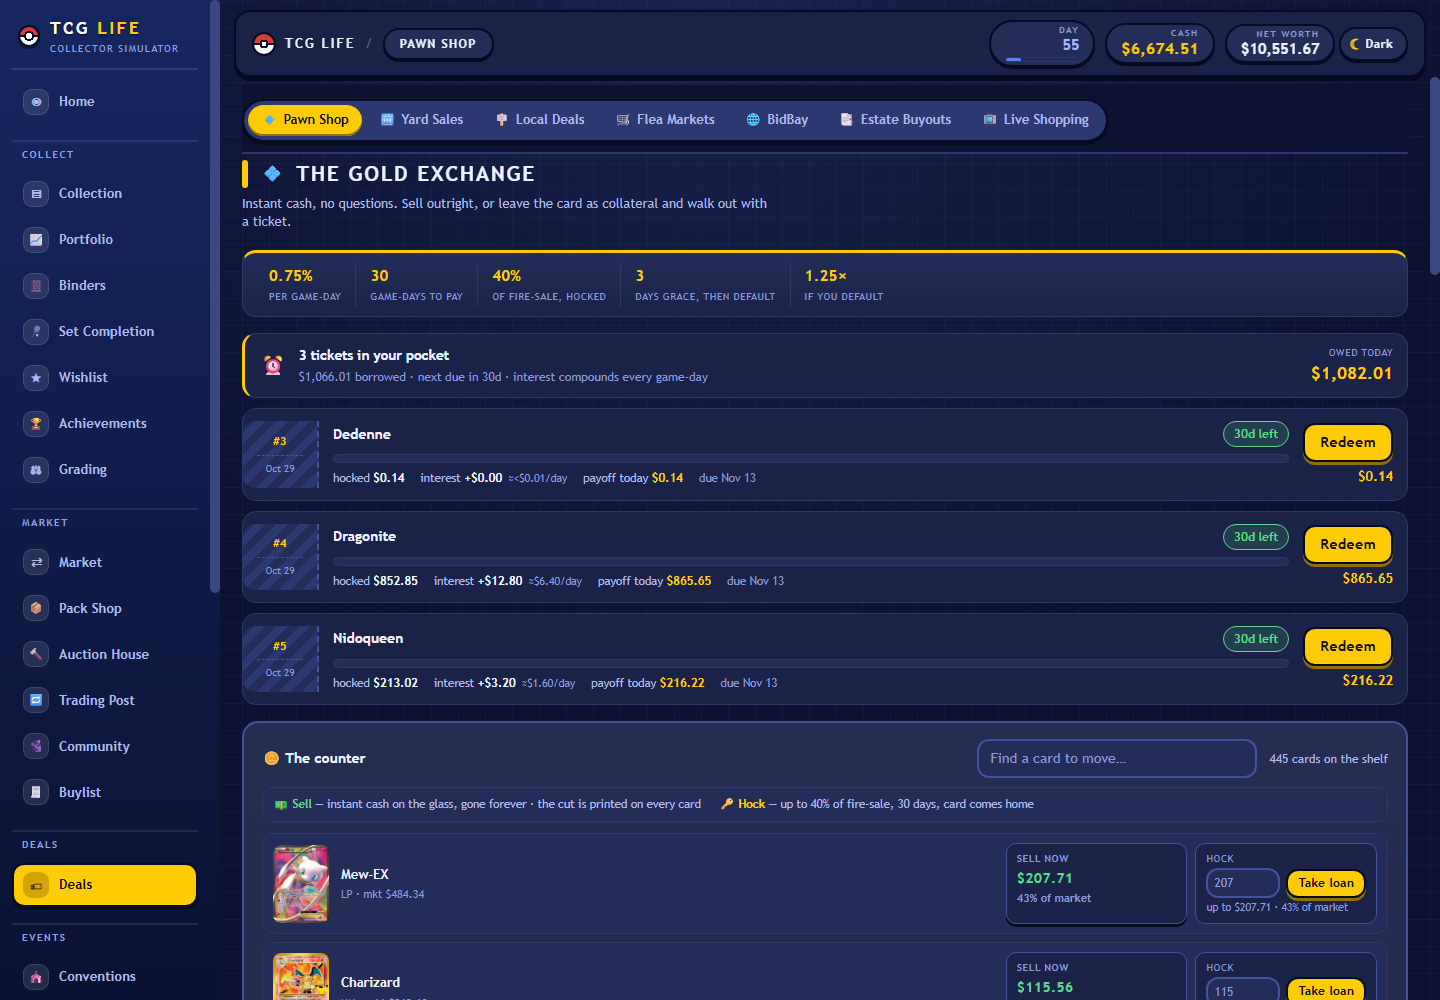 TCG LIFE
COLLECTOR SIMULATOR
Home
COLLECT
Collection
Portfolio
Binders
Set Completion
Wishlist
Achievements
Grading
MARKET
Market
Pack Shop
Auction House
Trading Post
Community
Buylist
DEALS
Deals
EVENTS
Conventions
TCG LIFE / PAWN SHOP
DAY
55
CASH
$6,674.51
NET WORTH
$10,551.67
Dark
Pawn Shop
Yard Sales
Local Deals
Flea Markets
BidBay
Estate Buyouts
Live Shopping
THE GOLD EXCHANGE
Instant cash, no questions. Sell outright, or leave the card as collateral and walk out with
a ticket.
0.75%
PER GAME-DAY
30
GAME-DAYS TO PAY
40%
OF FIRE-SALE, HOCKED
3
DAYS GRACE, THEN DEFAULT
1.25×
IF YOU DEFAULT
3 tickets in your pocket
$1,066.01 borrowed · next due in 30d · interest compounds every game-day
OWED TODAY
$1,082.01
#3
Oct 29
Dedenne
30d left
hocked $0.14 interest +$0.00 ≈<$0.01/day payoff today $0.14 due Nov 13
Redeem
$0.14
#4
Oct 29
Dragonite
30d left
hocked $852.85 interest +$12.80 ≈$6.40/day payoff today $865.65 due Nov 13
Redeem
$865.65
#5
Oct 29
Nidoqueen
30d left
hocked $213.02 interest +$3.20 ≈$1.60/day payoff today $216.22 due Nov 13
Redeem
$216.22
The counter
Find a card to move...
445 cards on the shelf
Sell — instant cash on the glass, gone forever · the cut is printed on every card
Hock — up to 40% of fire-sale, 30 days, card comes home
Mew-EX
LP · mkt $484.34
SELL NOW
$207.71
43% of market
HOCK
207
Take loan
up to $207.71 · 43% of market
Charizard
SELL NOW
$115.56
HOCK
115
Take loan